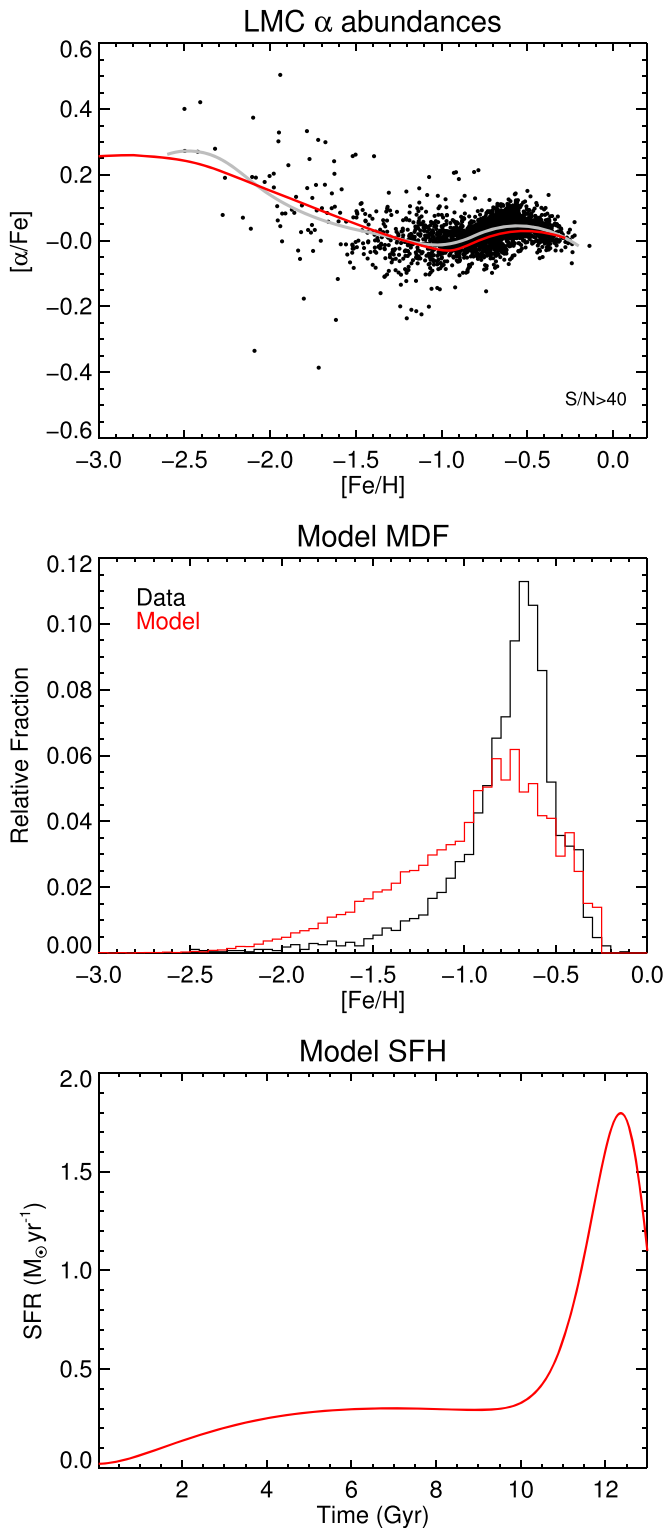 LMC α abundances
0.6
0.4
0.2
−0.0
−0.2
−0.4
−0.6
[α/Fe]
S/N>40
−3.0 −2.5 −2.0 −1.5 −1.0 −0.5 0.0
[Fe/H]
Model MDF
0.12
0.10
0.08
0.06
0.04
0.02
0.00
Relative Fraction
Data
Model
−3.0 −2.5 −2.0 −1.5 −1.0 −0.5 0.0
[Fe/H]
Model SFH
2.0
1.5
1.0
0.5
0.0
SFR (M☉yr⁻¹)
2 4 6 8 10 12
Time (Gyr)